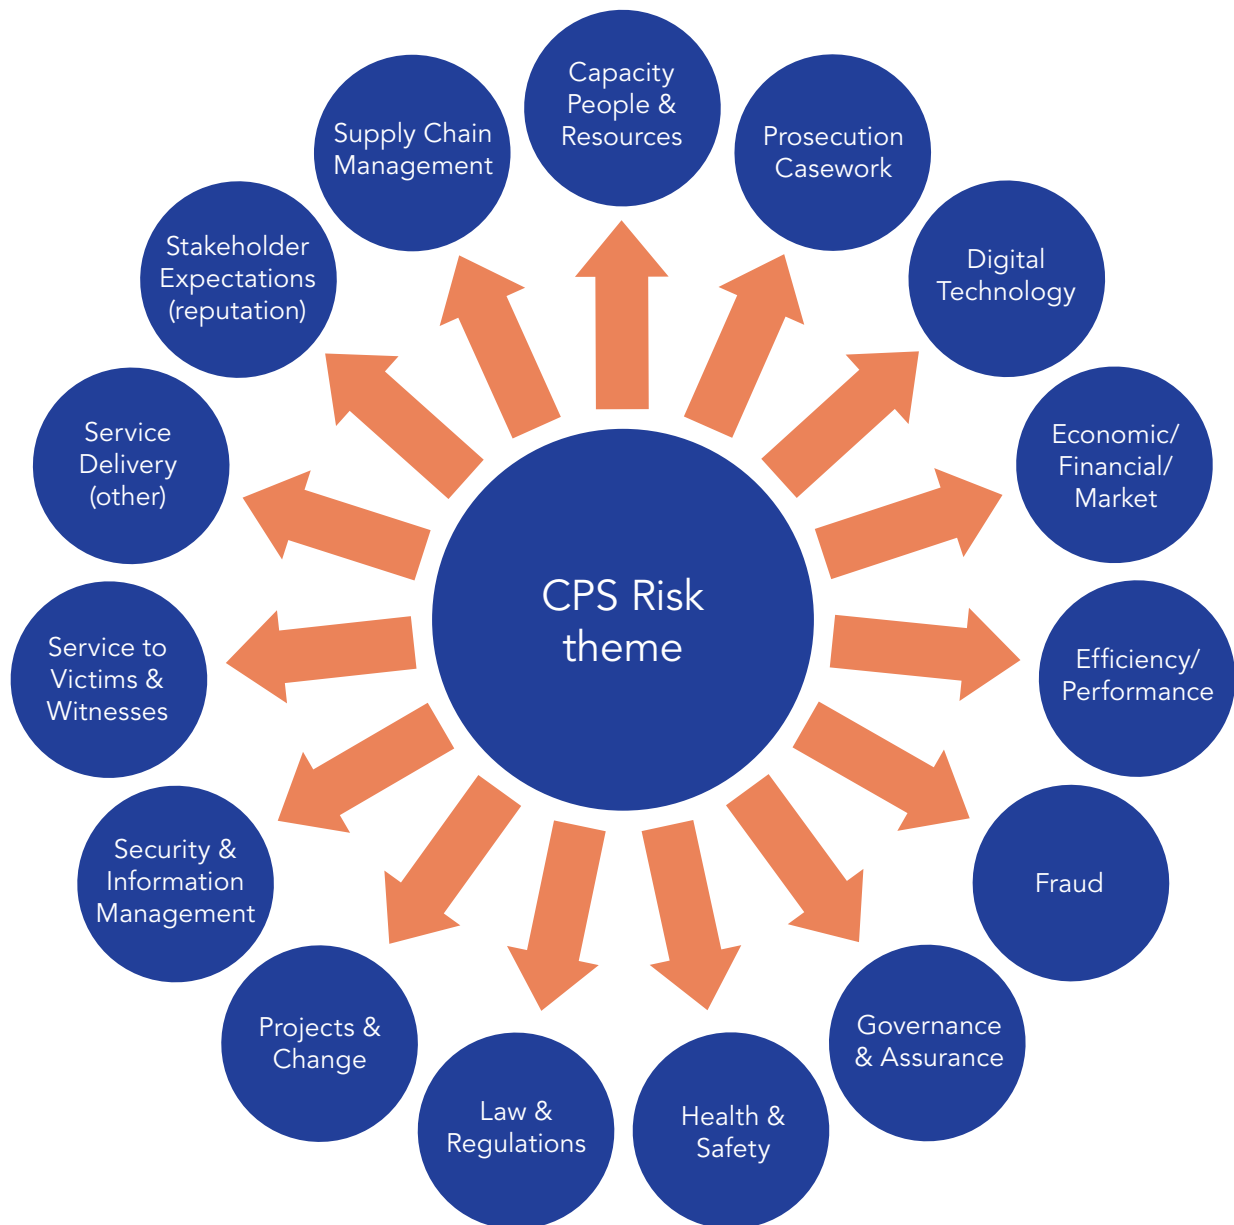 Capacity
People &
Resources
Prosecution
Casework
Digital
Technology
Economic/
Financial/
Market
Efficiency/
Performance
Fraud
Governance
& Assurance
Health &
Safety
Law &
Regulations
Projects &
Change
Security &
Information
Management
Service to
Victims &
Witnesses
Service
Delivery
(other)
Stakeholder
Expectations
(reputation)
Supply Chain
Management
CPS Risk
theme